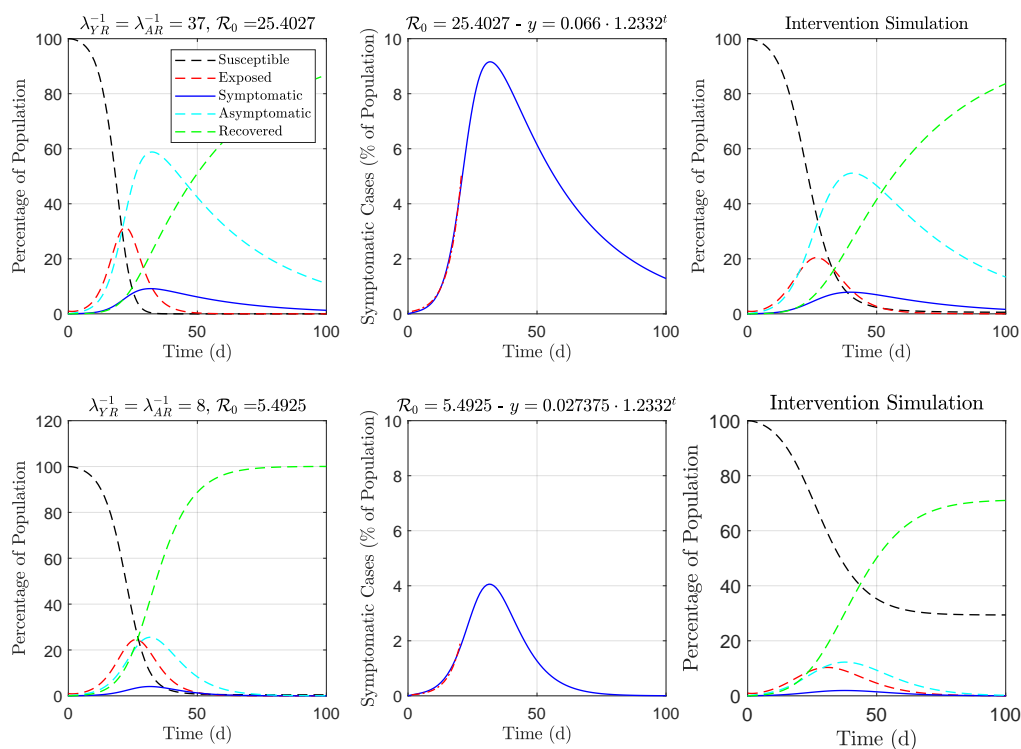 λ_{YR}^{-1} = λ_{AR}^{-1} = 37, R_0 =25.4027
Percentage of Population
100
80
60
40
20
0
Susceptible
Exposed
Symptomatic
Asymptomatic
Recovered
0 50 100
Time (d)
R_0 = 25.4027 - y = 0.066 · 1.2332^t
Symptomatic Cases (% of Population)
10
8
6
4
2
0
0 50 100
Time (d)
Intervention Simulation
Percentage of Population
100
80
60
40
20
0
0 50 100
Time (d)
λ_{YR}^{-1} = λ_{AR}^{-1} = 8, R_0 =5.4925
Percentage of Population
120
100
80
60
40
20
0
0 50 100
Time (d)
R_0 = 5.4925 - y = 0.027375 · 1.2332^t
Symptomatic Cases (% of Population)
10
8
6
4
2
0
0 50 100
Time (d)
Intervention Simulation
Percentage of Population
100
80
60
40
20
0
0 50 100
Time (d)